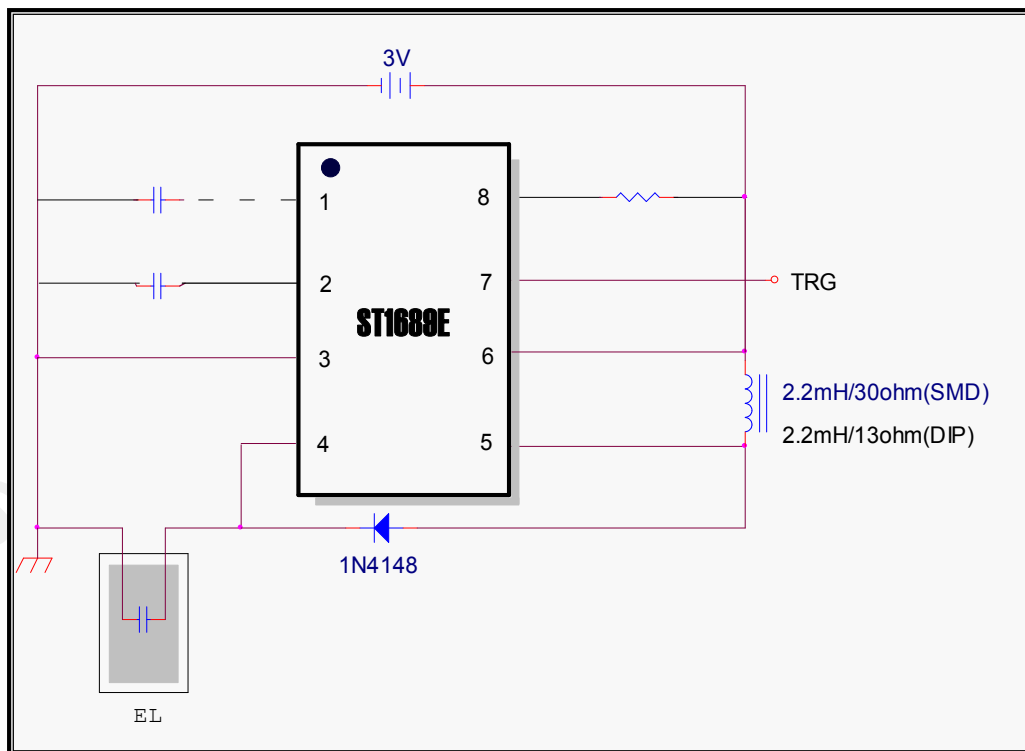 3V
1
8
2
7
TRG
ST1689E
3
6
2.2mH/30ohm(SMD)
4
5
2.2mH/13ohm(DIP)
1N4148
EL